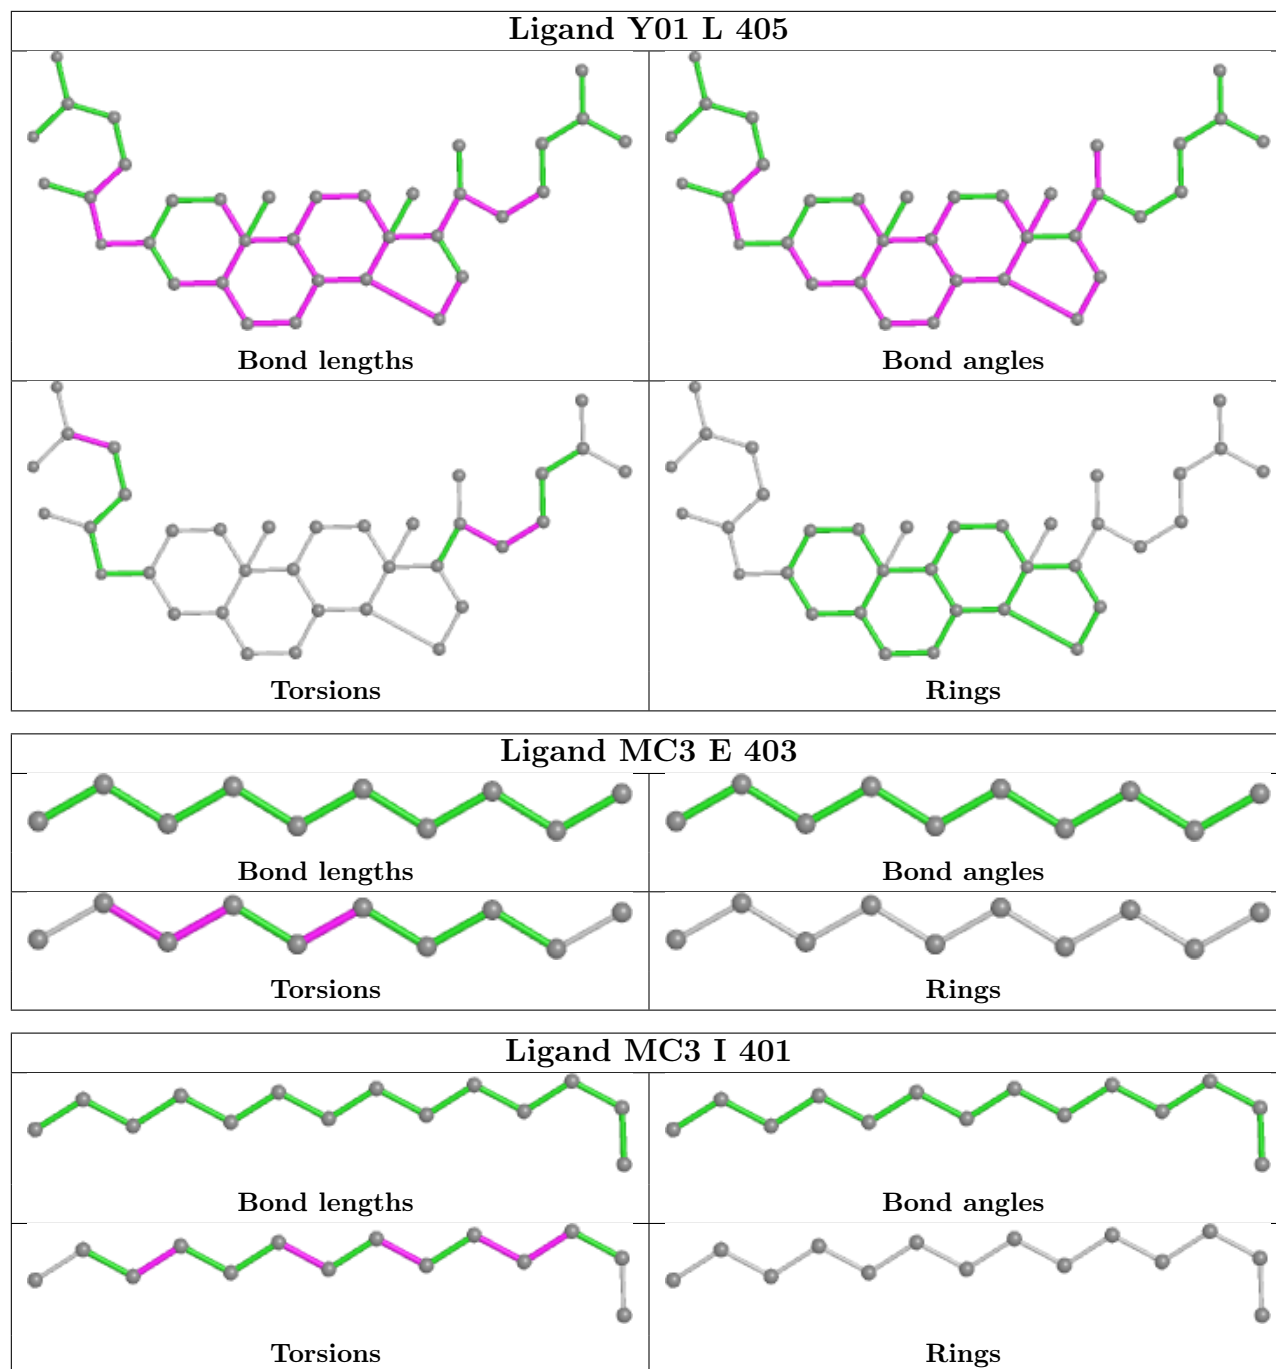 Ligand Y01 L 405
Bond lengths
Bond angles
Torsions
Rings
Ligand MC3 E 403
Bond lengths
Bond angles
Torsions
Rings
Ligand MC3 I 401
Bond lengths
Bond angles
Torsions
Rings